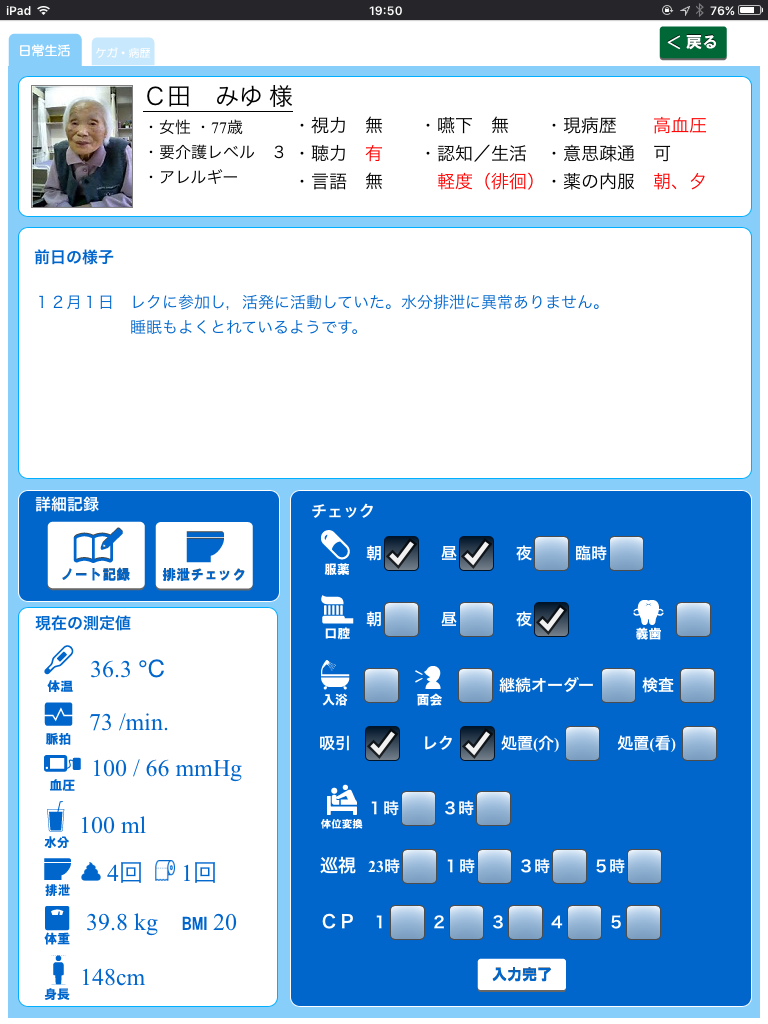 iPad 19:50 76%
日常生活 ケガ・病歴 ＜戻る
C田　みゆ 様
・女性 ・77歳
・要介護レベル　3
・アレルギー
・視力　無
・聴力　有
・言語　無
・嚥下　無
・認知／生活
軽度（徘徊）
・現病歴　高血圧
・意思疎通　可
・薬の内服　朝、夕
前日の様子
１２月１日　レクに参加し，活発に活動していた。水分排泄に異常ありません。
睡眠もよくとれているようです。
詳細記録
ノート記録 排泄チェック
現在の測定値
体温 36.3 ℃
脈拍 73 /min.
血圧 100 / 66 mmHg
水分 100 ml
排泄 4回 1回
体重 39.8 kg BMI 20
身長 148cm
チェック
服薬 朝 昼 夜 臨時
口腔 朝 昼 夜 義歯
入浴 面会 継続オーダー 検査
吸引 レク 処置(介) 処置(看)
体位変換 1時 3時
巡視 23時 1時 3時 5時
ＣＰ 1 2 3 4 5
入力完了